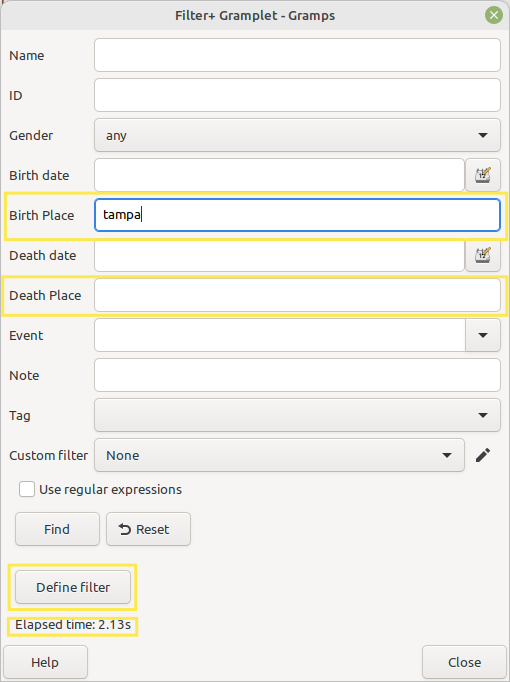 Filter+ Gramplet - Gramps
Name
ID
Gender any
Birth date
Birth Place tampa
Death date
Death Place
Event
Note
Tag
Custom filter None
Use regular expressions
Find Reset
Define filter
Elapsed time: 2.13s
Help Close